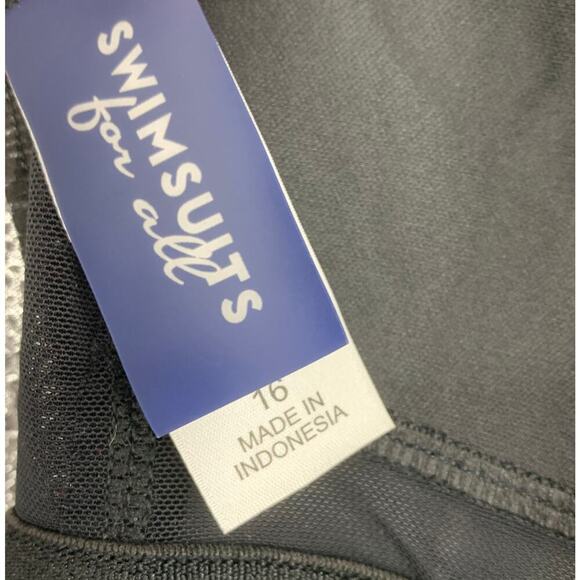 SWIMSUITS
for all
16
MADE IN
INDONESIA